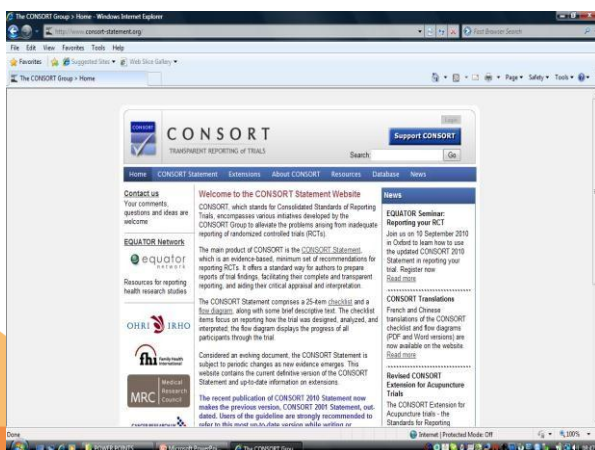 The CONSORT Group > Home - Windows Internet Explorer
http://www.consort-statement.org/
File Edit View Favorites Tools Help
Favorites Suggested Sites Web Slice Gallery
The CONSORT Group > Home
Page Safety Tools
CONSORT
TRANSPARENT REPORTING of TRIALS
Login
Support CONSORT
Search: Go
Home CONSORT Statement Extensions About CONSORT Resources Database News
Contact us
Your comments,
questions and ideas are
welcome
EQUATOR Network
equator
network
Resources for reporting
health research studies
OHRI IRHO
fhi Family Health
International
MRC Medical
Research
Council
Welcome to the CONSORT Statement Website
CONSORT, which stands for Consolidated Standards of Reporting
Trials, encompasses various initiatives developed by the
CONSORT Group to alleviate the problems arising from inadequate
reporting of randomized controlled trials (RCTs).
The main product of CONSORT is the CONSORT Statement,
which is an evidence-based, minimum set of recommendations for
reporting RCTs. It offers a standard way for authors to prepare
reports of trial findings, facilitating their complete and transparent
reporting, and aiding their critical appraisal and interpretation.
The CONSORT Statement comprises a 25-item checklist and a
flow diagram, along with some brief descriptive text. The checklist
items focus on reporting how the trial was designed, analyzed, and
interpreted; the flow diagram displays the progress of all
participants through the trial.
Considered an evolving document, the CONSORT Statement is
subject to periodic changes as new evidence emerges. This
website contains the current definitive version of the CONSORT
Statement and up-to-date information on extensions.
The recent publication of CONSORT 2010 Statement now
makes the previous version, CONSORT 2001 Statement, out-
dated. Users of the guideline are strongly recommended to
refer to this most up-to-date version while writing or
News
EQUATOR Seminar:
Reporting your RCT
Join us on 10 September 2010
in Oxford to learn how to use
the updated CONSORT 2010
Statement in reporting your
trial. Register now
Read more
CONSORT Translations
French and Chinese
translations of the CONSORT
checklist and flow diagrams
(PDF and Word versions) are
now available on the website.
Read more
Revised CONSORT
Extension for Acupuncture
Trials
The CONSORT Extension for
Acupuncture trials - the
Standards for Reporting
Done
Internet | Protected Mode: Off 100%
POWER POINTS